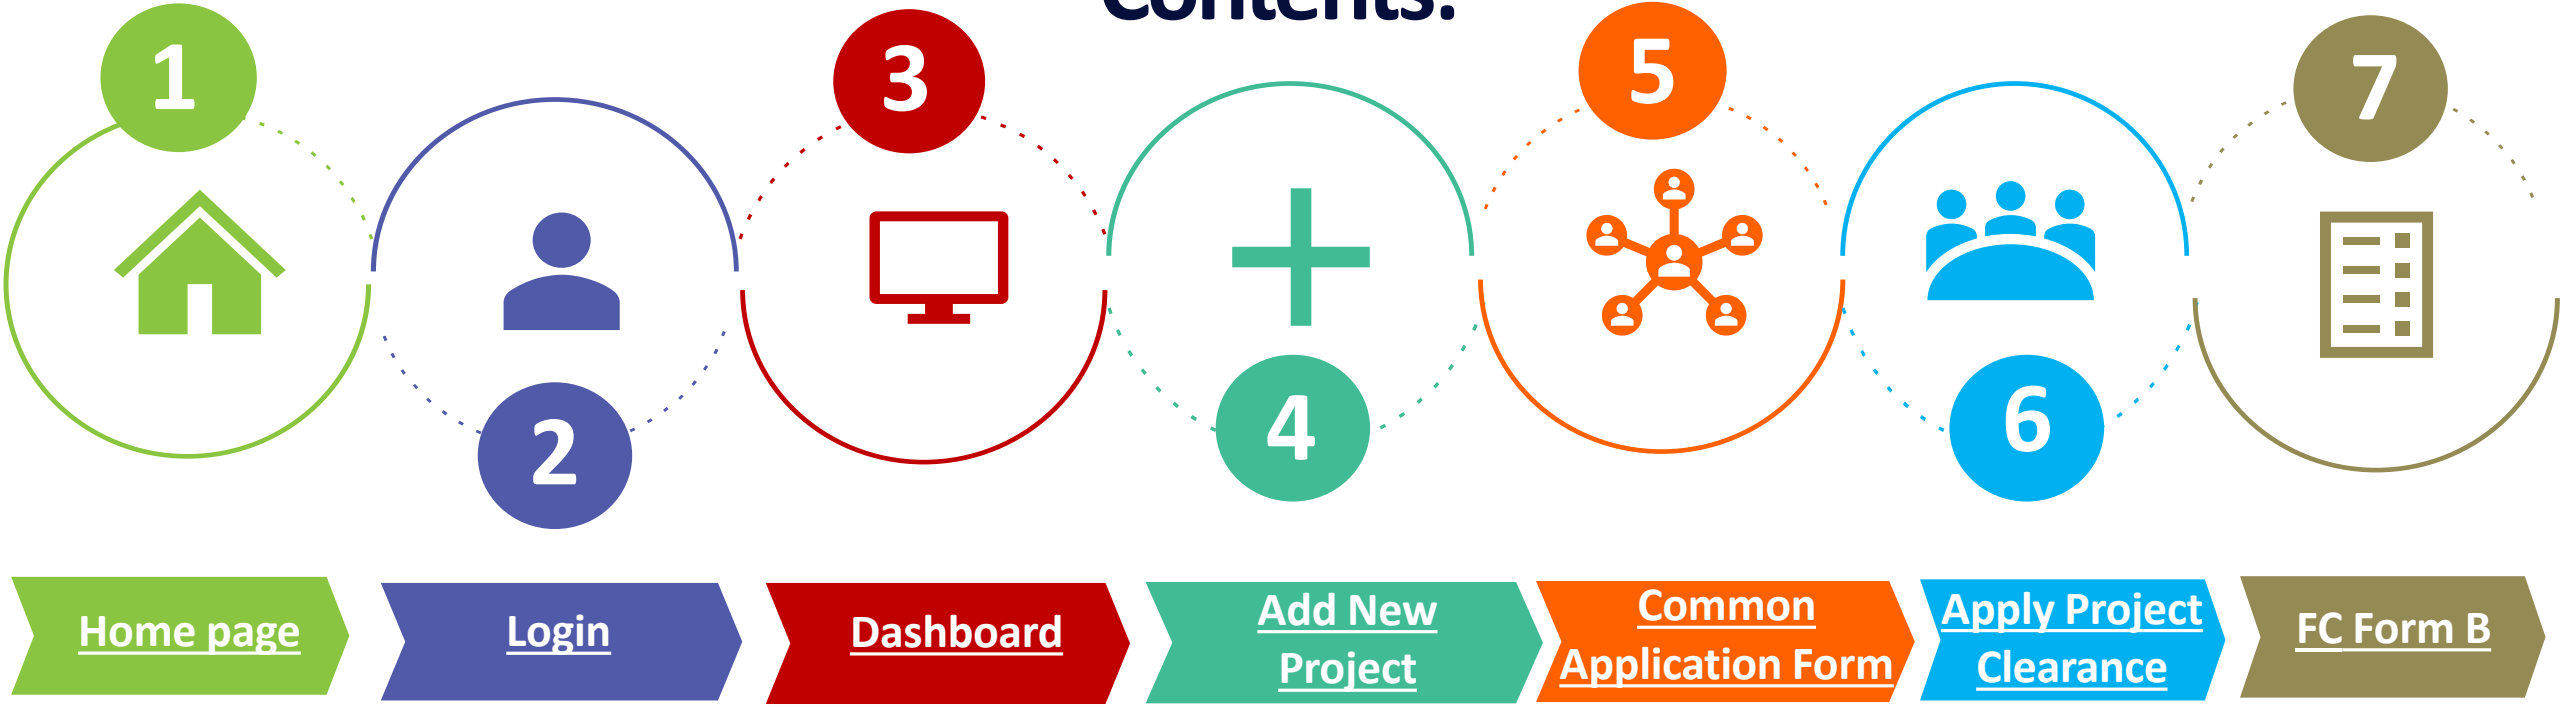 Contents:
1
3
5
7
2
4
6
Home page
Login
Dashboard
Add New
Project
Common
Application Form
Apply Project
Clearance
FC Form B